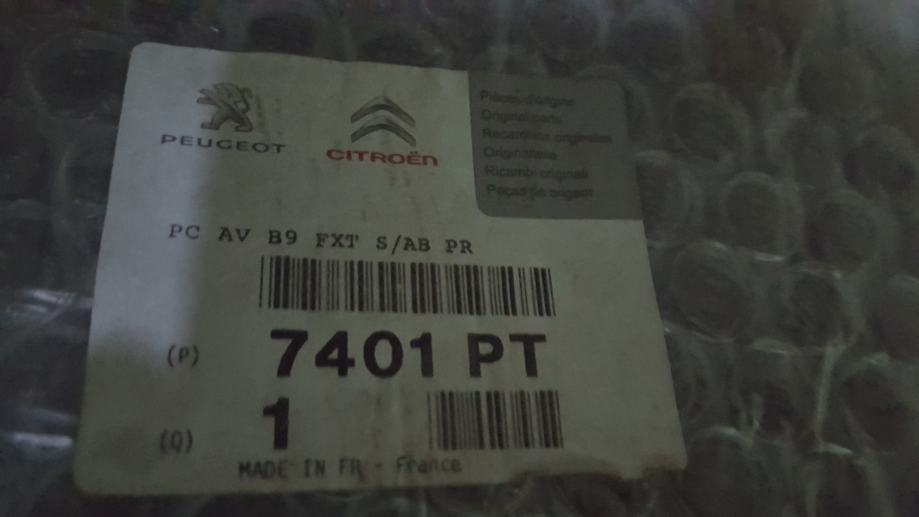 PEUGEOT
CITROËN
Pièces d'origine
Original parts
Recambios originales
Originalteile
Ricambi originali
Peças de origem
PC AV B9 FXT S/AB PR
(P) 7401 PT
(Q) 1
MADE IN FR - France